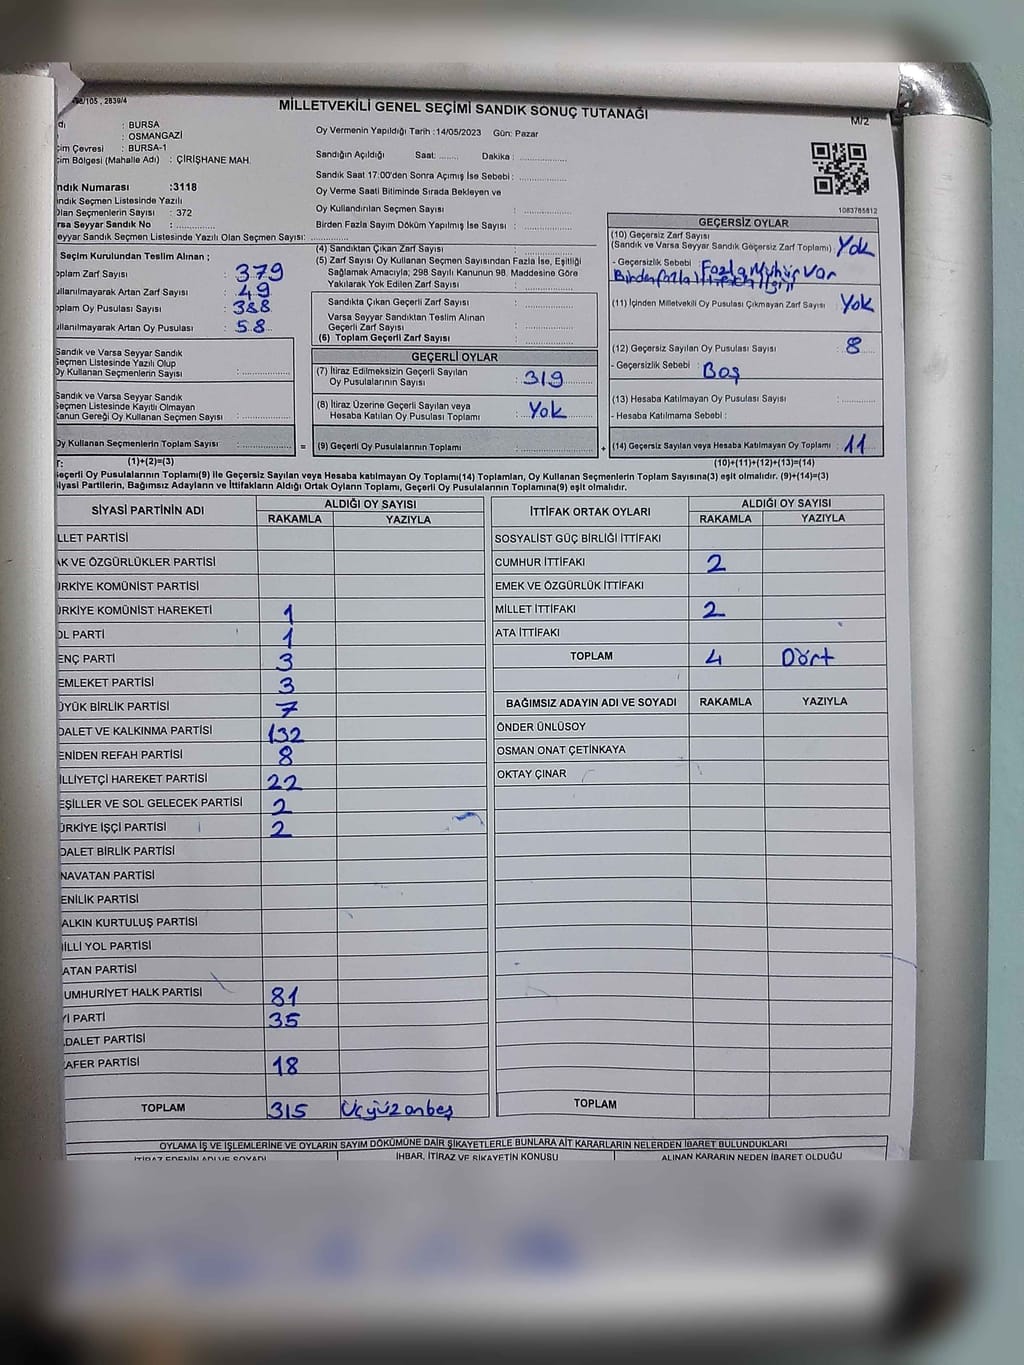 /105 , 2839/4
MİLLETVEKİLİ GENEL SEÇİMİ SANDIK SONUÇ TUTANAĞI
M/2
: BURSA
: OSMANGAZİ
Çevresi : BURSA-1
Bölgesi (Mahalle Adı) : ÇİRİŞHANE MAH.
Oy Vermenin Yapıldığı Tarih :14/05/2023 Gün: Pazar
Sandığın Açıldığı Saat: ........ Dakika : ....................
Sandık Saat 17:00'den Sonra Açımış İse Sebebi : ....................
Oy Verme Saati Bitiminde Sırada Bekleyen ve
Oy Kullandırılan Seçmen Sayısı : ....................
Birden Fazla Sayım Döküm Yapılmış İse Sayısı : ....................
ndık Numarası :3118
ndık Seçmen Listesinde Yazılı
Olan Seçmenlerin Sayısı : 372
rsa Seyyar Sandık No : ..............
eyyar Sandık Seçmen Listesinde Yazılı Olan Seçmen Sayısı: ..............
Seçim Kurulundan Teslim Alınan ;
oplam Zarf Sayısı : 379
ullanılmayarak Artan Zarf Sayısı : 49
oplam Oy Pusulası Sayısı : 388
ullanılmayarak Artan Oy Pusulası : 58
Sandık ve Varsa Seyyar Sandık
Seçmen Listesinde Yazılı Olup
Oy Kullanan Seçmenlerin Sayısı : ..............
Sandık ve Varsa Seyyar Sandık
Seçmen Listesinde Kayıtlı Olmayan
Kanun Gereği Oy Kullanan Seçmen Sayısı : ..............
Oy Kullanan Seçmenlerin Toplam Sayısı : ..............
(1)+(2)=(3)
(4) Sandıktan Çıkan Zarf Sayısı : ....................
(5) Zarf Sayısı Oy Kullanan Seçmen Sayısından Fazla İse, Eşitliği
Sağlamak Amacıyla; 298 Sayılı Kanunun 98. Maddesine Göre
Yakılarak Yok Edilen Zarf Sayısı : ....................
Sandıkta Çıkan Geçerli Zarf Sayısı : ....................
Varsa Seyyar Sandıktan Teslim Alınan
Geçerli Zarf Sayısı : ....................
(6) Toplam Geçerli Zarf Sayısı : ....................
GEÇERLİ OYLAR
(7) İtiraz Edilmeksizin Geçerli Sayılan
Oy Pusulalarının Sayısı : 319
(8) İtiraz Üzerine Geçerli Sayılan veya
Hesaba Katılan Oy Pusulaları Toplamı : Yok
= (9) Geçerli Oy Pusulalarının Toplamı : .............. +
1083765812
GEÇERSİZ OYLAR
(10) Geçersiz Zarf Sayısı
(Sandık ve Varsa Seyyar Sandık Geçersiz Zarf Toplamı) : Yok
- Geçersizlik Sebebi : Fazla Mühür Var
Birden fazla
(11) İçinden Milletvekili Oy Pusulası Çıkmayan Zarf Sayısı : Yok
(12) Geçersiz Sayılan Oy Pusulası Sayısı : 8
- Geçersizlik Sebebi : Boş
(13) Hesaba Katılmayan Oy Pusulası Sayısı : ..............
- Hesaba Katılmama Sebebi :
(14) Geçersiz Sayılan veya Hesaba Katılmayan Oy Toplamı : 11
(10)+(11)+(12)+(13)=(14)
eçerli Oy Pusulalarının Toplamı(9) ile Geçersiz Sayılan veya Hesaba katılmayan Oy Toplamı(14) Toplamları, Oy Kullanan Seçmenlerin Toplam Sayısına(3) eşit olmalıdır. (9)+(14)=(3)
iyasi Partilerin, Bağımsız Adayların ve İttifakların Aldığı Ortak Oyların Toplamı, Geçerli Oy Pusulalarının Toplamına(9) eşit olmalıdır.
SİYASİ PARTİNİN ADI ALDIĞI OY SAYISI
RAKAMLA YAZIYLA
LLET PARTİSİ
AK VE ÖZGÜRLÜKLER PARTİSİ
ÜRKİYE KOMÜNİST PARTİSİ
ÜRKİYE KOMÜNİST HAREKETİ 1
OL PARTİ 1
ENÇ PARTİ 3
EMLEKET PARTİSİ 3
ÜYÜK BİRLİK PARTİSİ 7
DALET VE KALKINMA PARTİSİ 132
ENİDEN REFAH PARTİSİ 8
İLLİYETÇİ HAREKET PARTİSİ 22
EŞİLLER VE SOL GELECEK PARTİSİ 2
ÜRKİYE İŞÇİ PARTİSİ 2
DALET BİRLİK PARTİSİ
NAVATAN PARTİSİ
ENİLİK PARTİSİ
ALKIN KURTULUŞ PARTİSİ
İLLİ YOL PARTİSİ
ATAN PARTİSİ
UMHURİYET HALK PARTİSİ 81
Yİ PARTİ 35
DALET PARTİSİ
AFER PARTİSİ 18
TOPLAM 315 Üçyüz onbeş
İTTİFAK ORTAK OYLARI ALDIĞI OY SAYISI
RAKAMLA YAZIYLA
SOSYALİST GÜÇ BİRLİĞİ İTTİFAKI
CUMHUR İTTİFAKI 2
EMEK VE ÖZGÜRLÜK İTTİFAKI
MİLLET İTTİFAKI 2
ATA İTTİFAKI
TOPLAM 4 Dört
BAĞIMSIZ ADAYIN ADI VE SOYADI RAKAMLA YAZIYLA
ÖNDER ÜNLÜSOY
OSMAN ONAT ÇETİNKAYA
OKTAY ÇINAR
TOPLAM
OYLAMA İŞ VE İŞLEMLERİNE VE OYLARIN SAYIM DÖKÜMÜNE DAİR ŞİKAYETLERLE BUNLARA AİT KARARLARIN NELERDEN İBARET BULUNDUKLARI
İTİRAZ EDENİN ADI VE SOYADI İHBAR, İTİRAZ VE ŞİKAYETİN KONUSU ALINAN KARARIN NEDEN İBARET OLDUĞU